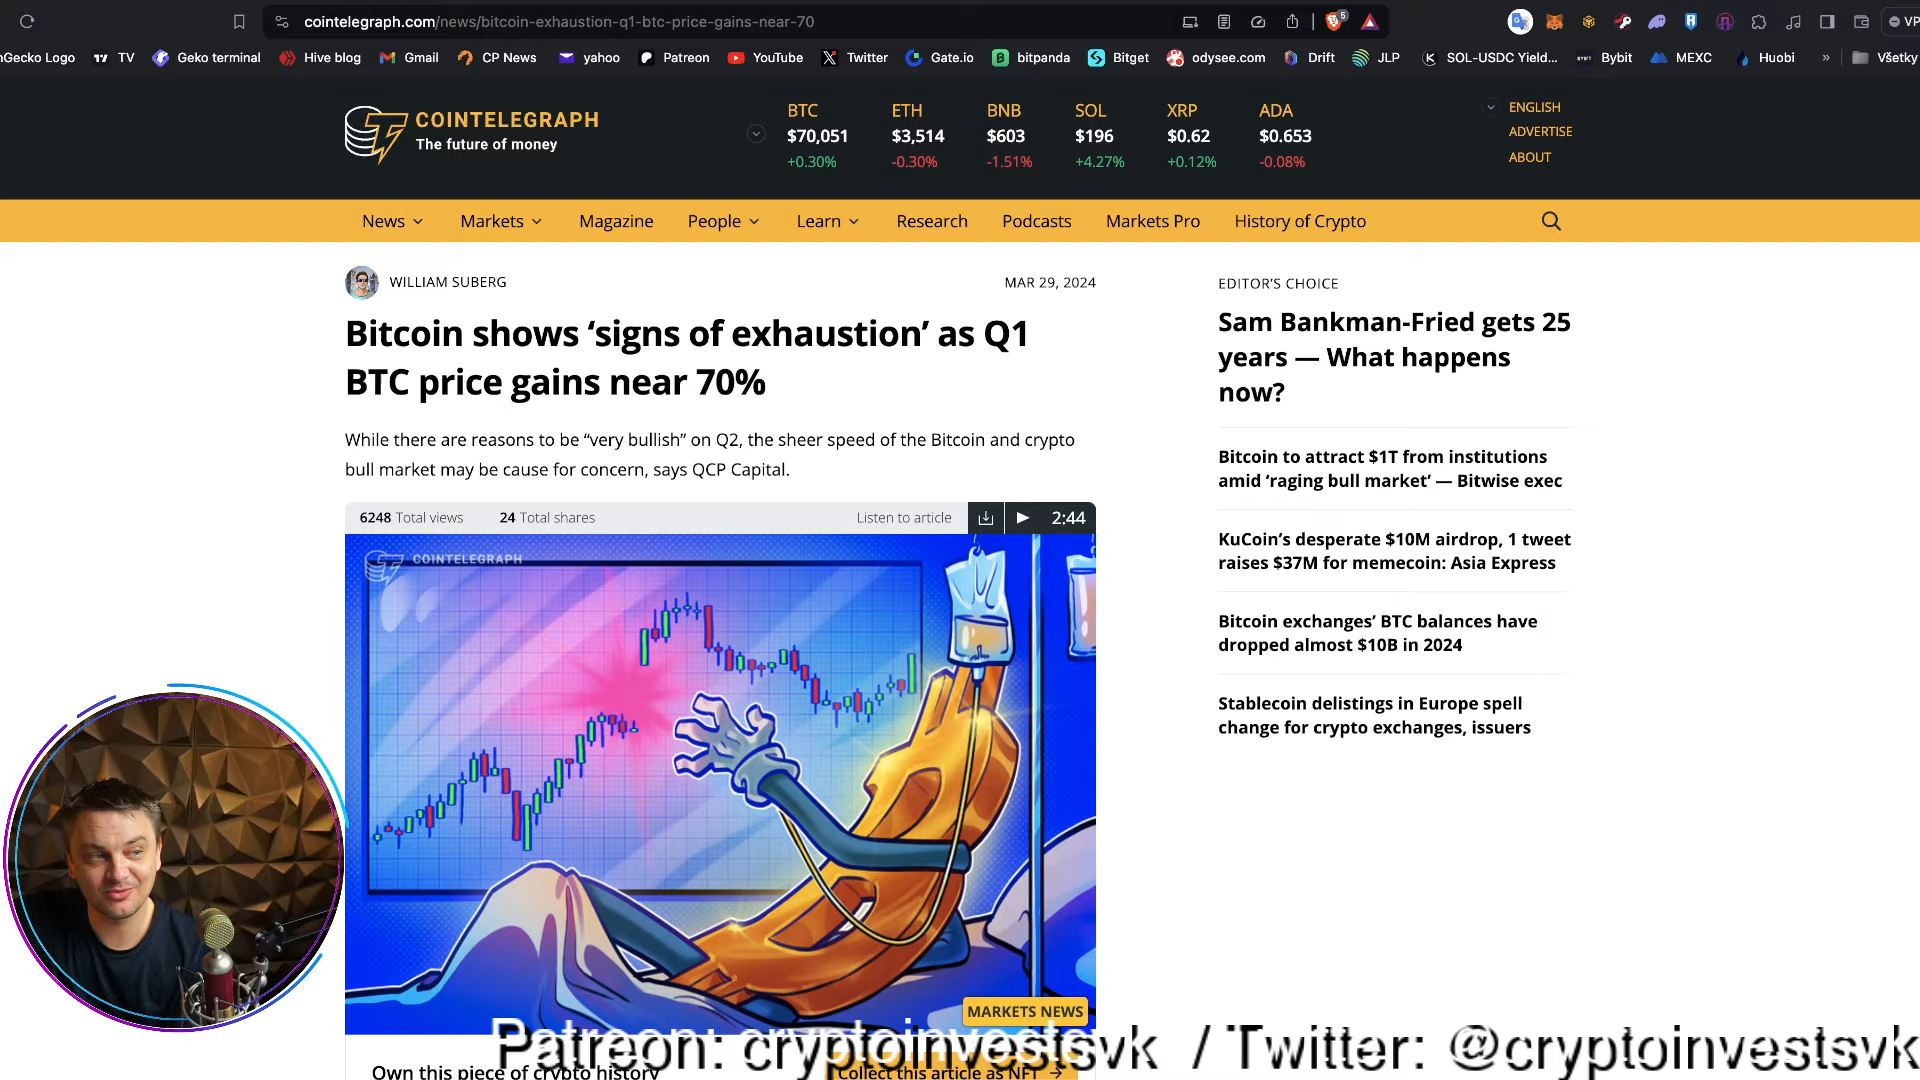 cointelegraph.com/news/bitcoin-exhaustion-q1-btc-price-gains-near-70
5
VP
nGecko Logo TV Geko terminal Hive blog Gmail CP News yahoo Patreon YouTube Twitter Gate.io bitpanda Bitget odysee.com Drift JLP SOL-USDC Yield... Bybit MEXC Huobi » Všetky
COINTELEGRAPH
The future of money
BTC ETH BNB SOL XRP ADA
$70,051 $3,514 $603 $196 $0.62 $0.653
+0.30% -0.30% -1.51% +4.27% +0.12% -0.08%
ENGLISH
ADVERTISE
ABOUT
News Markets Magazine People Learn Research Podcasts Markets Pro History of Crypto
WILLIAM SUBERG MAR 29, 2024
Bitcoin shows ‘signs of exhaustion’ as Q1
BTC price gains near 70%
While there are reasons to be “very bullish” on Q2, the sheer speed of the Bitcoin and crypto
bull market may be cause for concern, says QCP Capital.
6248 Total views 24 Total shares Listen to article 2:44
COINTELEGRAPH
MARKETS NEWS
Own this piece of crypto history
Collect this article as NFT →
EDITOR’S CHOICE
Sam Bankman-Fried gets 25
years — What happens
now?
Bitcoin to attract $1T from institutions
amid ‘raging bull market’ — Bitwise exec
KuCoin’s desperate $10M airdrop, 1 tweet
raises $37M for memecoin: Asia Express
Bitcoin exchanges’ BTC balances have
dropped almost $10B in 2024
Stablecoin delistings in Europe spell
change for crypto exchanges, issuers
Patreon: cryptoinvestsvk / Twitter: @cryptoinvestsvk